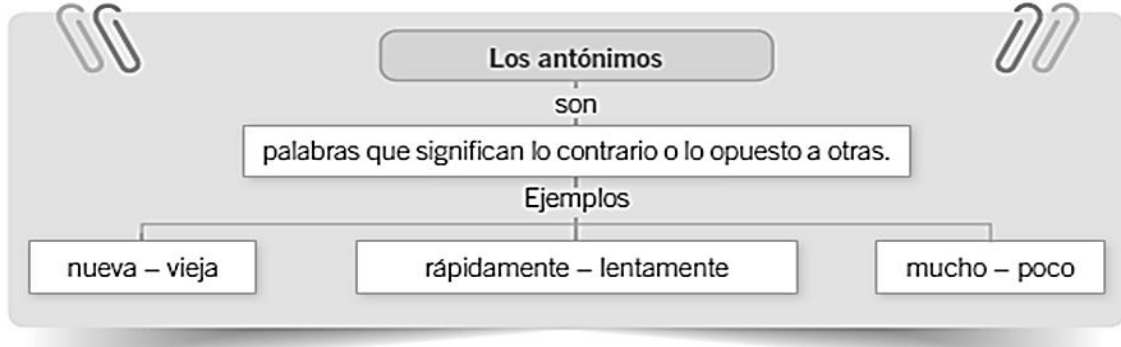 Los antónimos
son
palabras que significan lo contrario o lo opuesto a otras.
Ejemplos
nueva – vieja
rápidamente – lentamente
mucho – poco